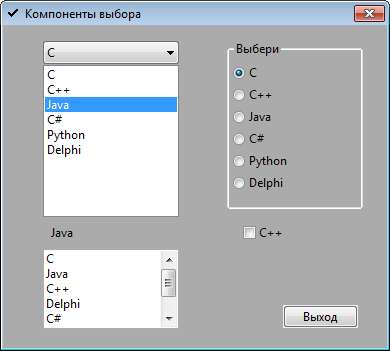 Компоненты выбора
C
C
C++
Java
C#
Python
Delphi
Java
C
Java
C++
Delphi
C#
Выбери
C
C++
Java
C#
Python
Delphi
C++
Выход